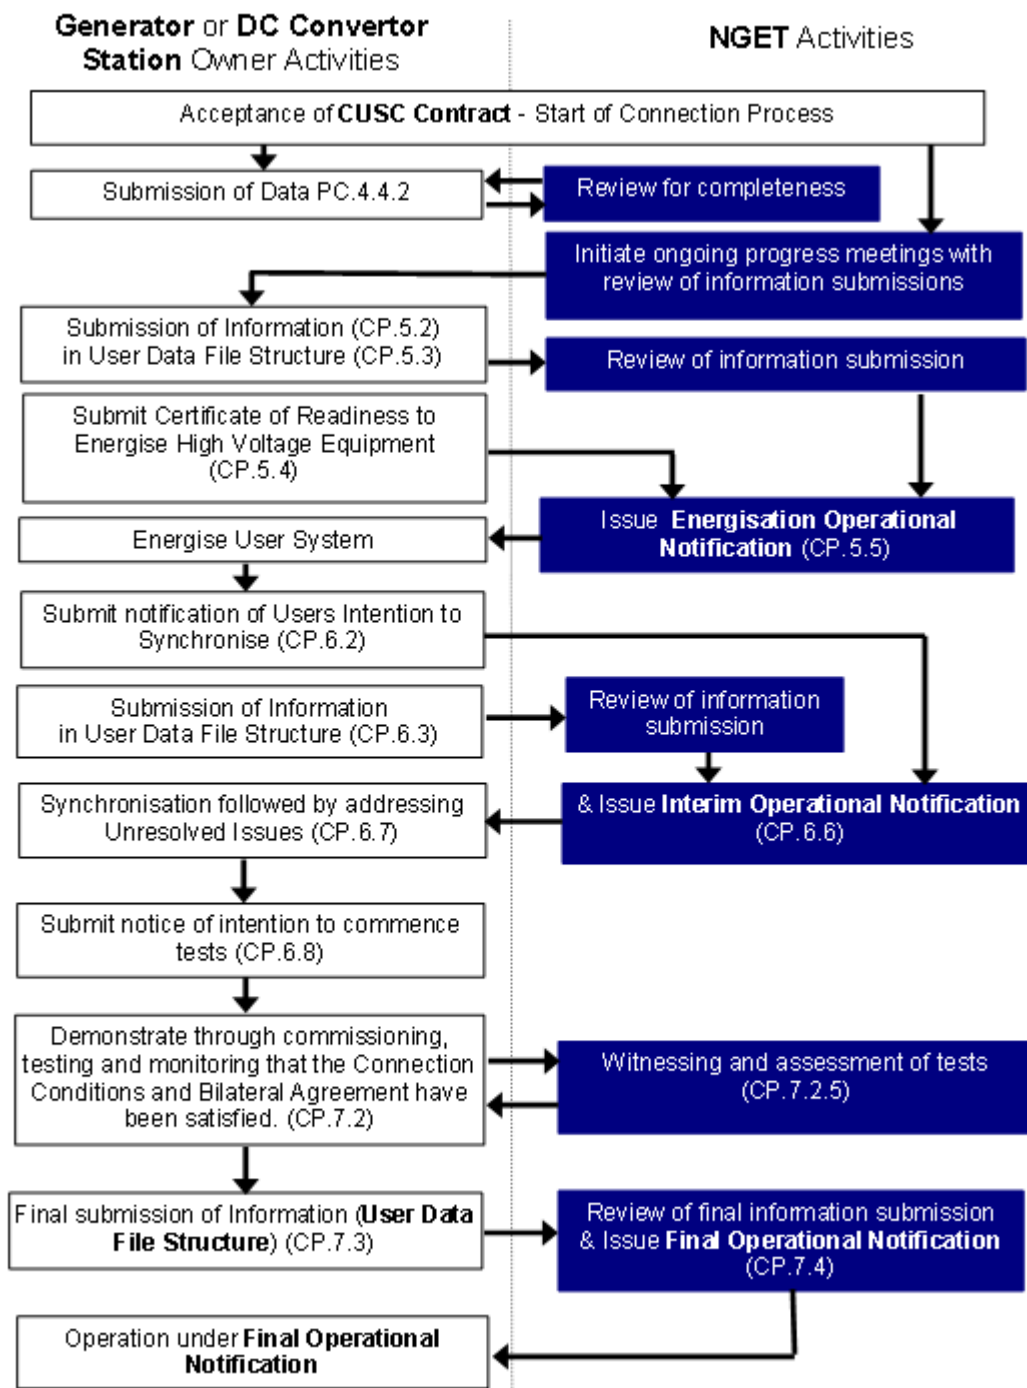 Generator or DC Convertor
Station Owner Activities
NGET Activities
Acceptance of CUSC Contract - Start of Connection Process
Submission of Data PC.4.4.2
Review for completeness
Initiate ongoing progress meetings with
review of information submissions
Submission of Information (CP.5.2)
in User Data File Structure (CP.5.3)
Review of information submission
Submit Certificate of Readiness to
Energise High Voltage Equipment
(CP.5.4)
Issue Energisation Operational
Notification (CP.5.5)
Energise User System
Submit notification of Users Intention to
Synchronise (CP.6.2)
Submission of Information
in User Data File Structure (CP.6.3)
Review of information
submission
Synchronisation followed by addressing
Unresolved Issues (CP.6.7)
& Issue Interim Operational Notification
(CP.6.6)
Submit notice of intention to commence
tests (CP.6.8)
Demonstrate through commissioning,
testing and monitoring that the Connection
Conditions and Bilateral Agreement have
been satisfied. (CP.7.2)
Witnessing and assessment of tests
(CP.7.2.5)
Final submission of Information (User Data
File Structure) (CP.7.3)
Review of final information submission
& Issue Final Operational Notification
(CP.7.4)
Operation under Final Operational
Notification